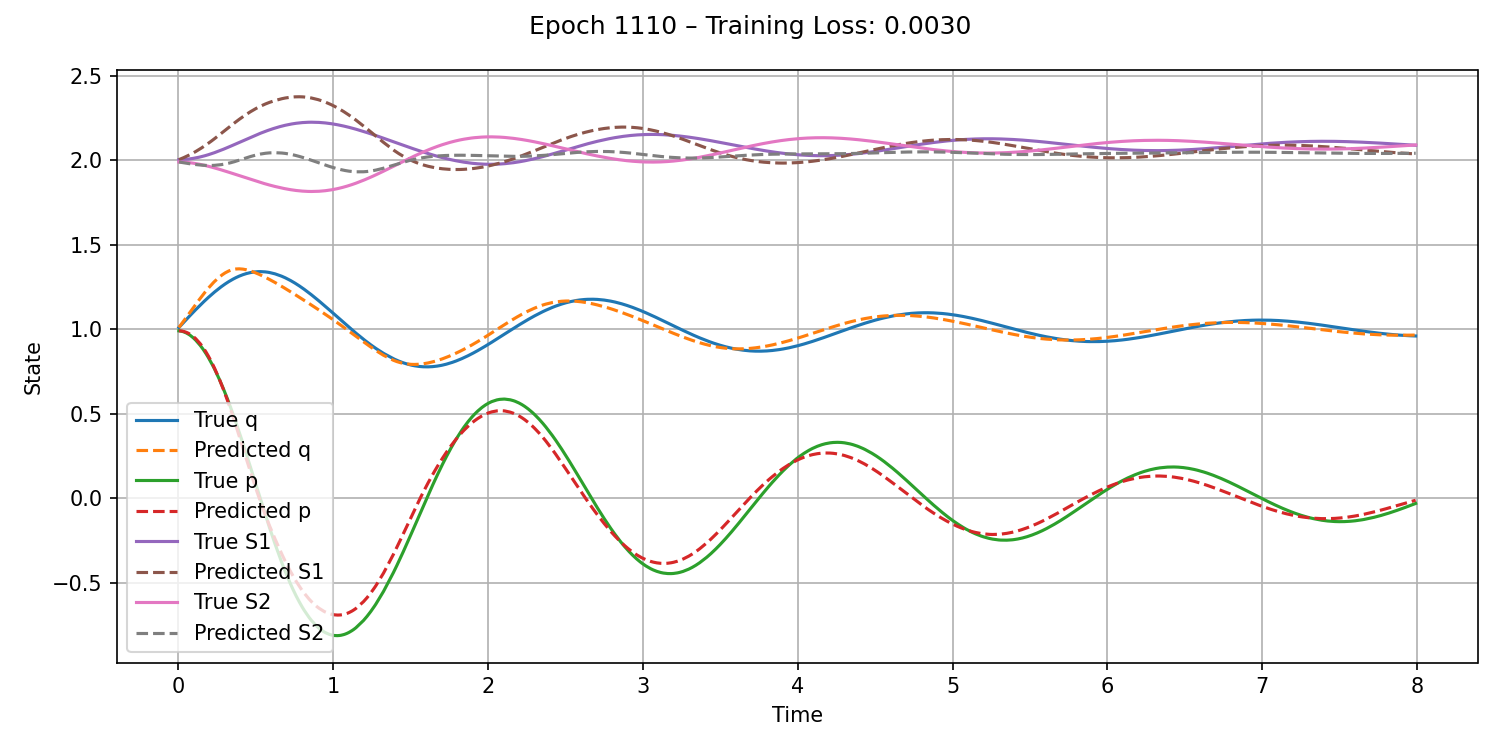 Epoch 1110 – Training Loss: 0.0030
2.5
2.0
1.5
1.0
0.5
0.0
−0.5
State
True q
Predicted q
True p
Predicted p
True S1
Predicted S1
True S2
Predicted S2
0 1 2 3 4 5 6 7 8
Time